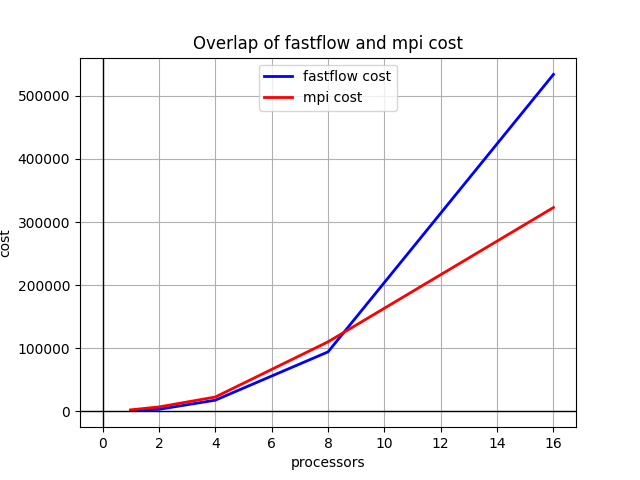 Overlap of fastflow and mpi cost
fastflow cost
mpi cost
500000
400000
300000
200000
100000
0
cost
0 2 4 6 8 10 12 14 16
processors